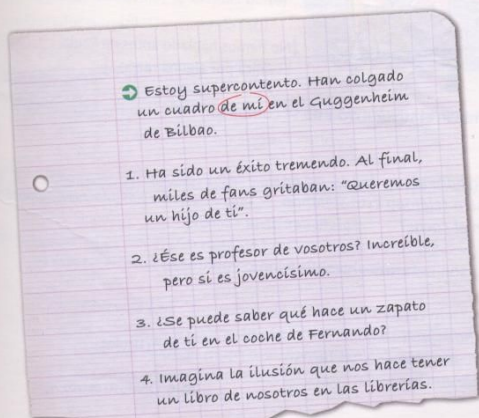 Estoy supercontento. Han colgado
un cuadro de mí en el Guggenheim
de Bilbao.
1. Ha sido un éxito tremendo. Al final,
miles de fans gritaban: "Queremos
un hijo de ti".
2. ¿Ése es profesor de vosotros? Increíble,
pero si es jovencísimo.
3. ¿Se puede saber qué hace un zapato
de ti en el coche de Fernando?
4. Imagina la ilusión que nos hace tener
un libro de nosotros en las librerías.